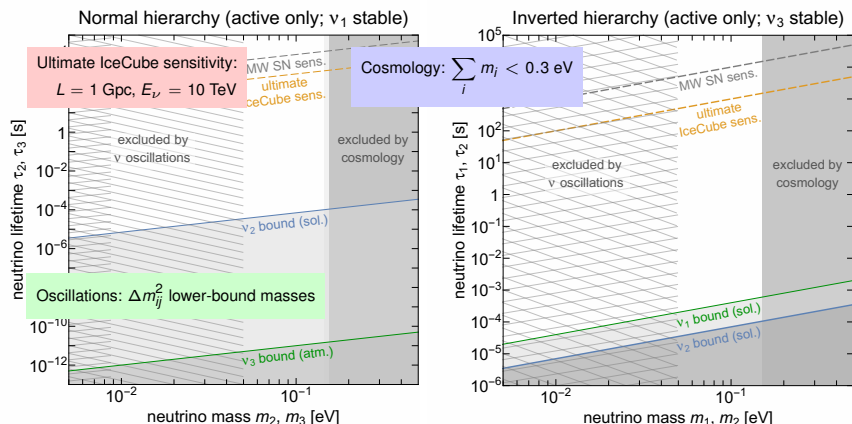 Normal hierarchy (active only; ν₁ stable)
Ultimate IceCube sensitivity:
L = 1 Gpc, Eν = 10 TeV
MW SN sens.
ultimate
IceCube sens.
excluded by
ν oscillations
excluded by
cosmology
ν₂ bound (sol.)
Oscillations: Δm²ij lower-bound masses
ν₃ bound (atm.)
neutrino lifetime τ₂, τ₃ [s]
1
10⁻²
10⁻⁴
10⁻⁶
10⁻¹⁰
10⁻¹²
10⁻²
10⁻¹
neutrino mass m₂, m₃ [eV]
Inverted hierarchy (active only; ν₃ stable)
Cosmology: ∑i mi < 0.3 eV
MW SN sens.
ultimate
IceCube sens.
excluded by
ν oscillations
excluded by
cosmology
ν₁ bound (sol.)
ν₂ bound (sol.)
neutrino lifetime τ₁, τ₂ [s]
10²
10¹
1
10⁻¹
10⁻²
10⁻³
10⁻⁴
10⁻⁵
10⁻⁶
10⁻²
10⁻¹
neutrino mass m₁, m₂ [eV]